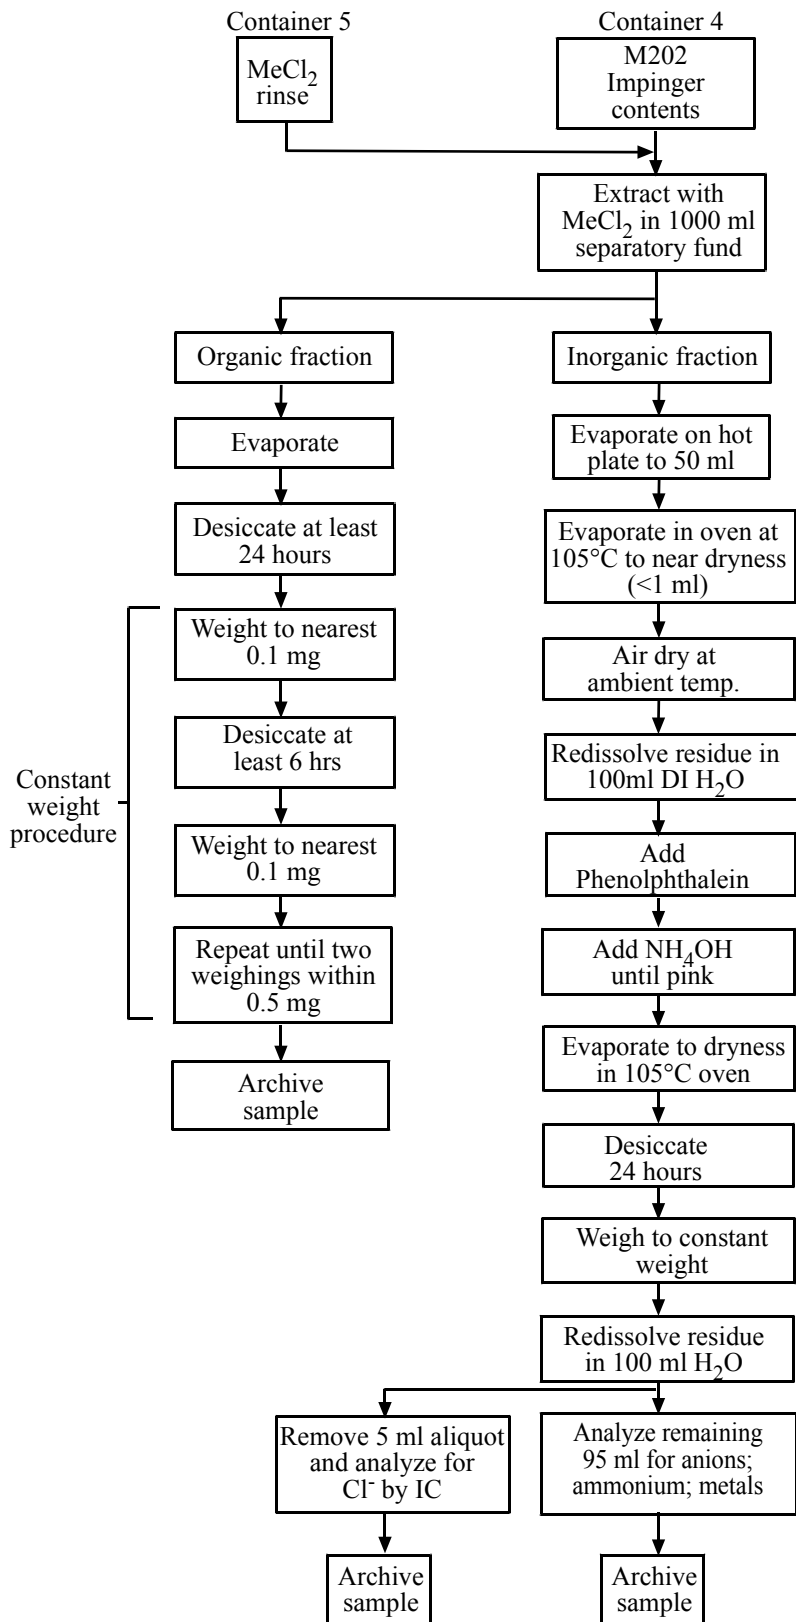 Container 5
MeCl2
rinse
Container 4
M202
Impinger
contents
Extract with
MeCl2 in 1000 ml
separatory fund
Organic fraction
Evaporate
Desiccate at least
24 hours
Constant
weight
procedure
Weight to nearest
0.1 mg
Desiccate at
least 6 hrs
Weight to nearest
0.1 mg
Repeat until two
weighings within
0.5 mg
Archive
sample
Inorganic fraction
Evaporate on hot
plate to 50 ml
Evaporate in oven at
105°C to near dryness
(<1 ml)
Air dry at
ambient temp.
Redissolve residue in
100ml DI H2O
Add
Phenolphthalein
Add NH4OH
until pink
Evaporate to dryness
in 105°C oven
Desiccate
24 hours
Weigh to constant
weight
Redissolve residue
in 100 ml H2O
Remove 5 ml aliquot
and analyze for
Cl- by IC
Archive
sample
Analyze remaining
95 ml for anions;
ammonium; metals
Archive
sample